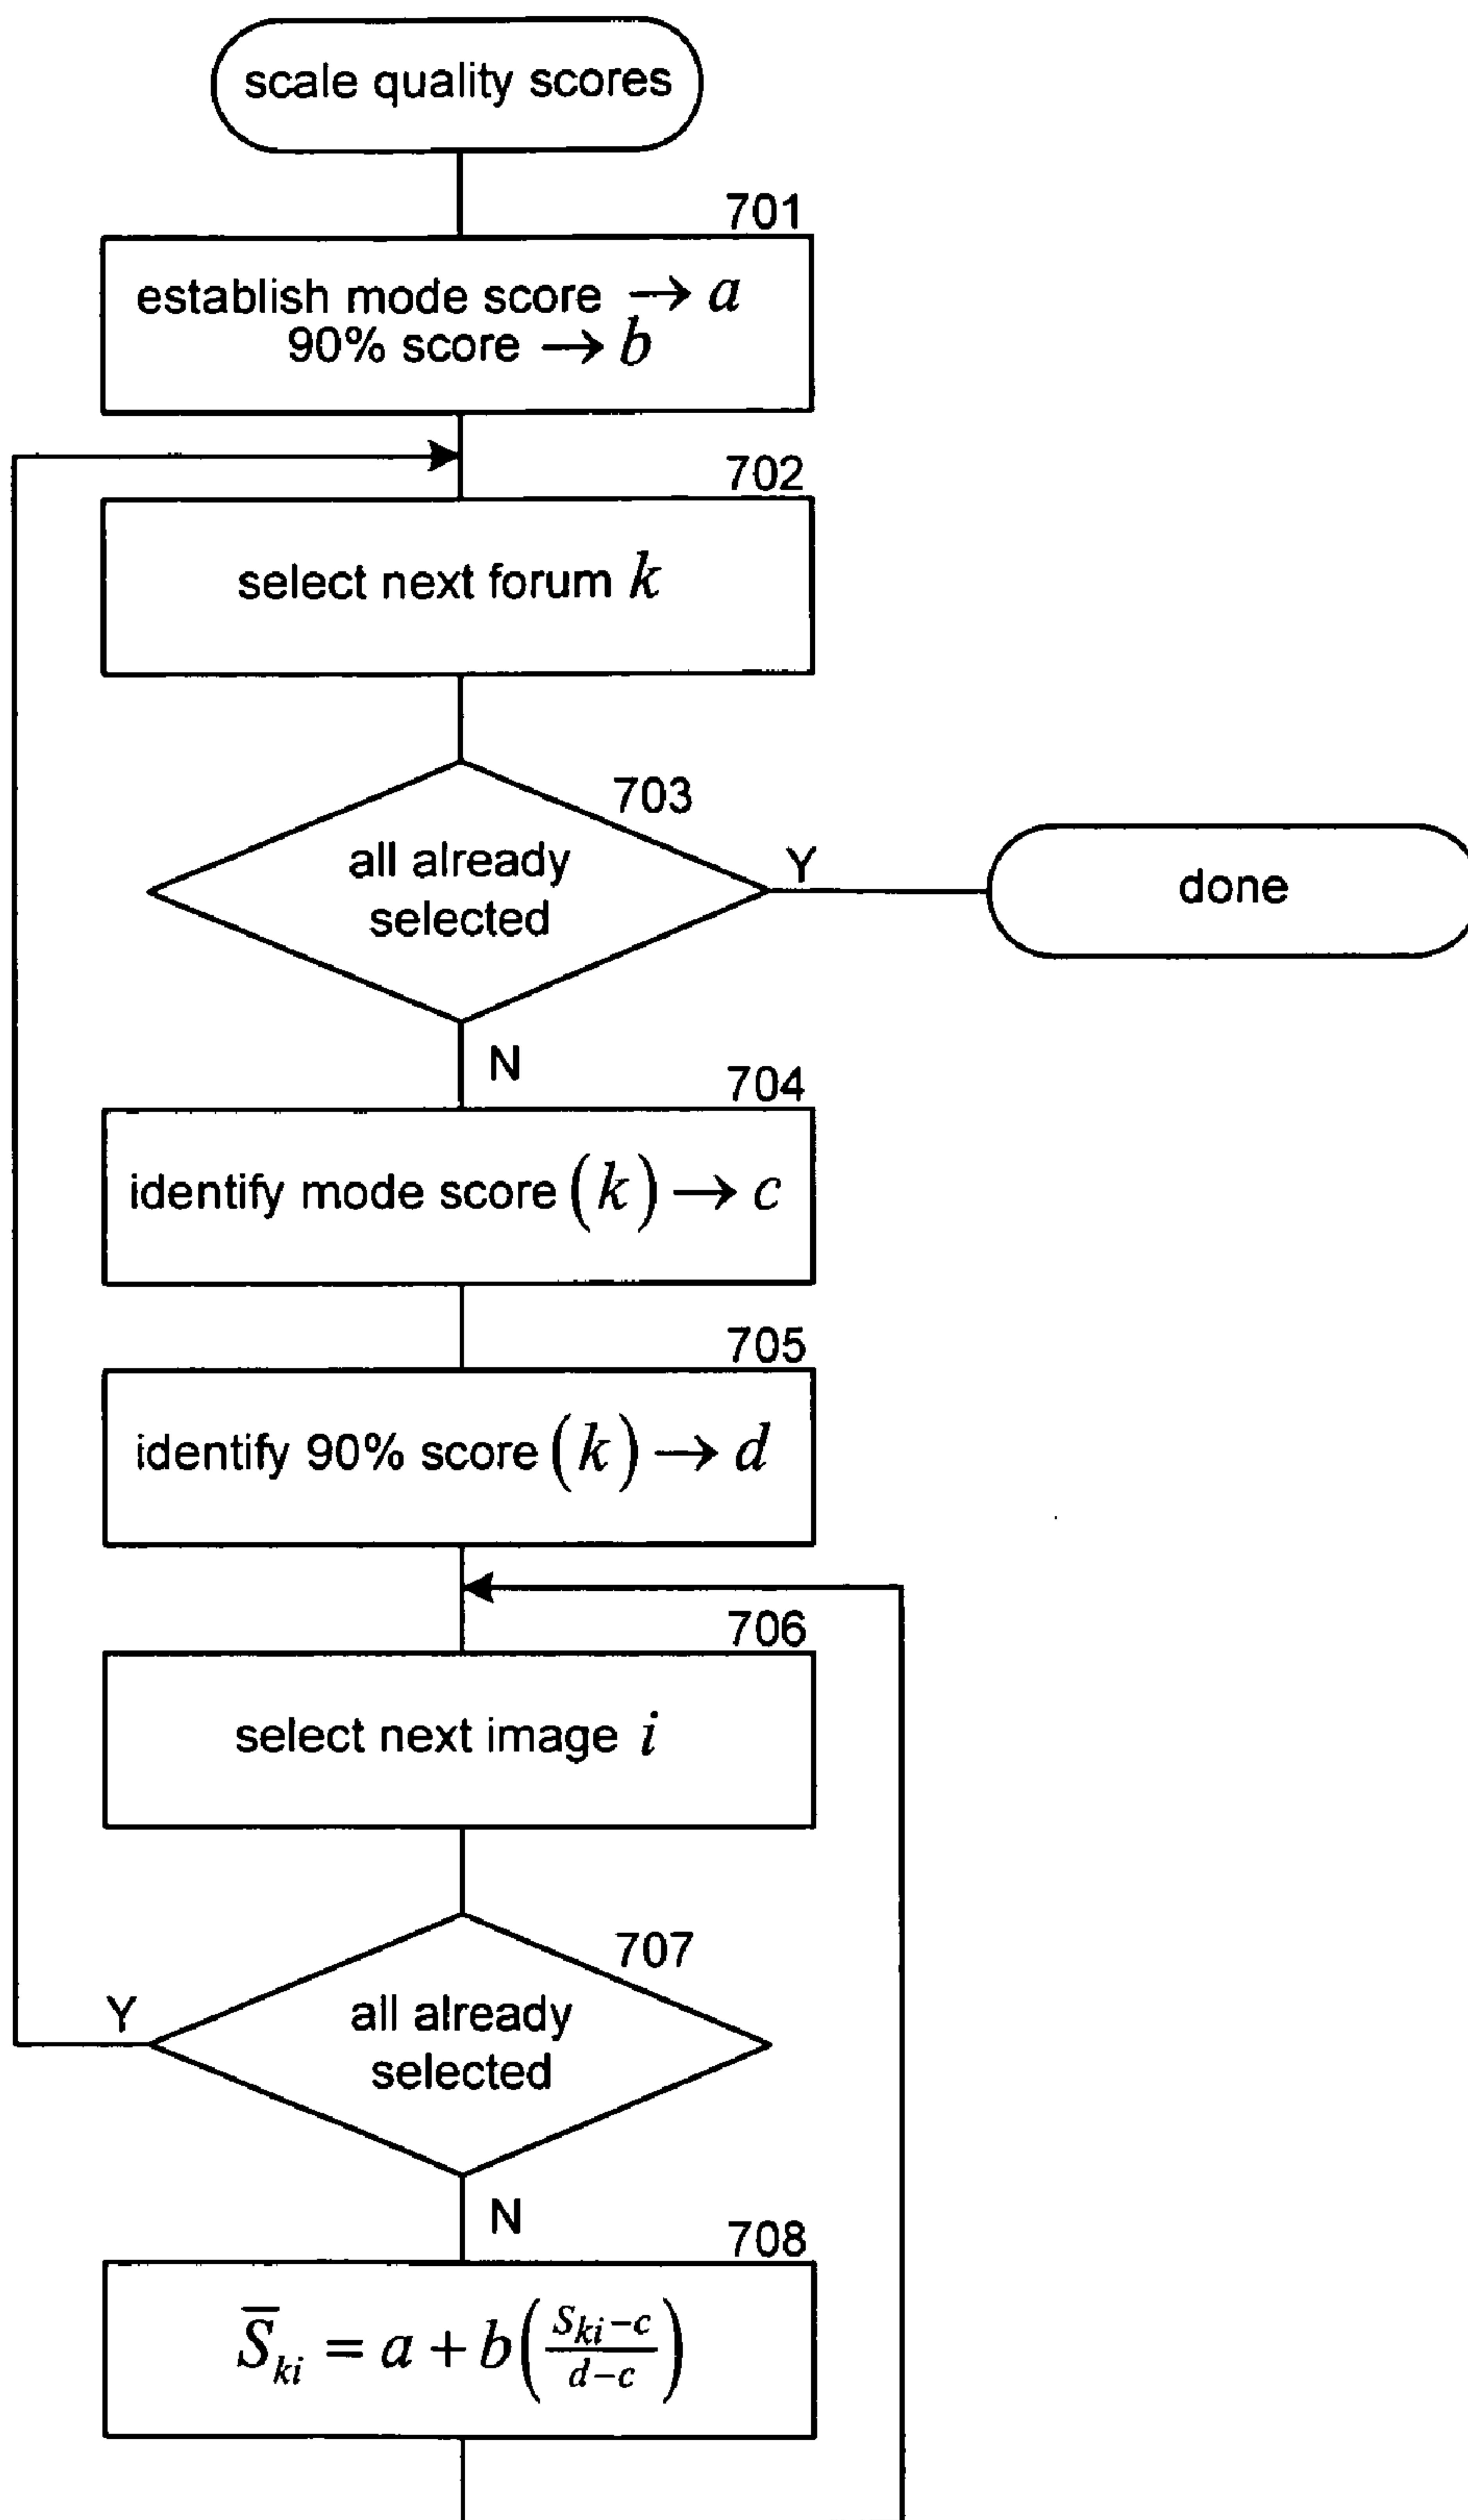 scale quality scores
701
establish mode score → a
90% score → b
702
select next forum k
703
all already
selected
Y
done
N
704
identify mode score (k) → c
705
identify 90% score (k) → d
706
select next image i
707
all already
selected
Y
N
708
S̅ₖᵢ = a + b((Sₖᵢ−c)/(d−c))